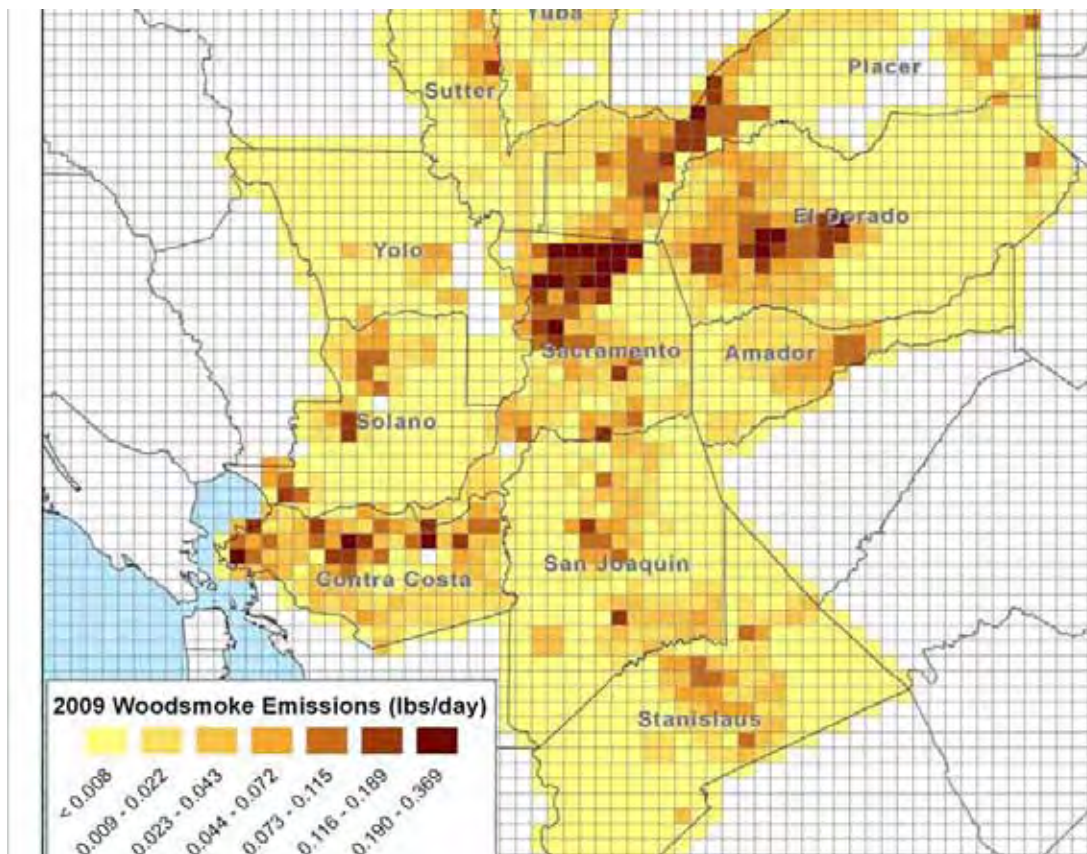 Yuba
Placer
Sutter
El Dorado
Yolo
Sacramento
Amador
Solano
San Joaquin
Contra Costa
Stanislaus
2009 Woodsmoke Emissions (lbs/day)
< 0.008
0.009 - 0.022
0.023 - 0.043
0.044 - 0.072
0.073 - 0.115
0.116 - 0.189
0.190 - 0.369